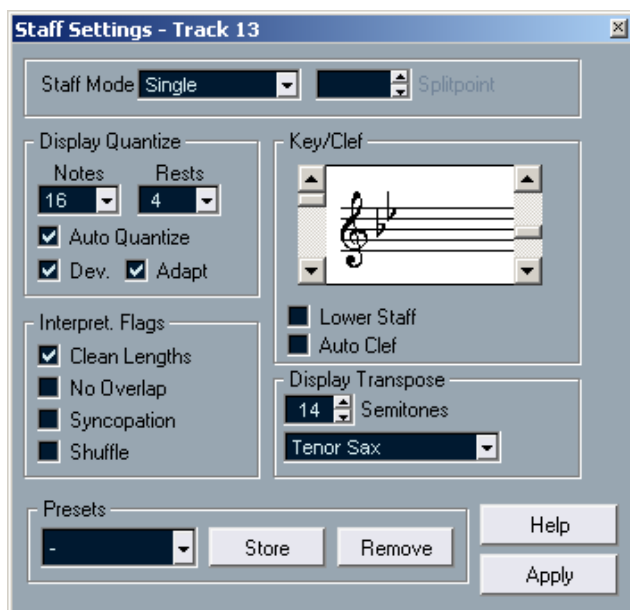 Staff Settings - Track 13
Staff Mode Single Splitpoint
Display Quantize
Notes Rests
16 4
Auto Quantize
Dev. Adapt
Interpret. Flags
Clean Lengths
No Overlap
Syncopation
Shuffle
Key/Clef
Lower Staff
Auto Clef
Display Transpose
14 Semitones
Tenor Sax
Presets
- Store Remove
Help
Apply